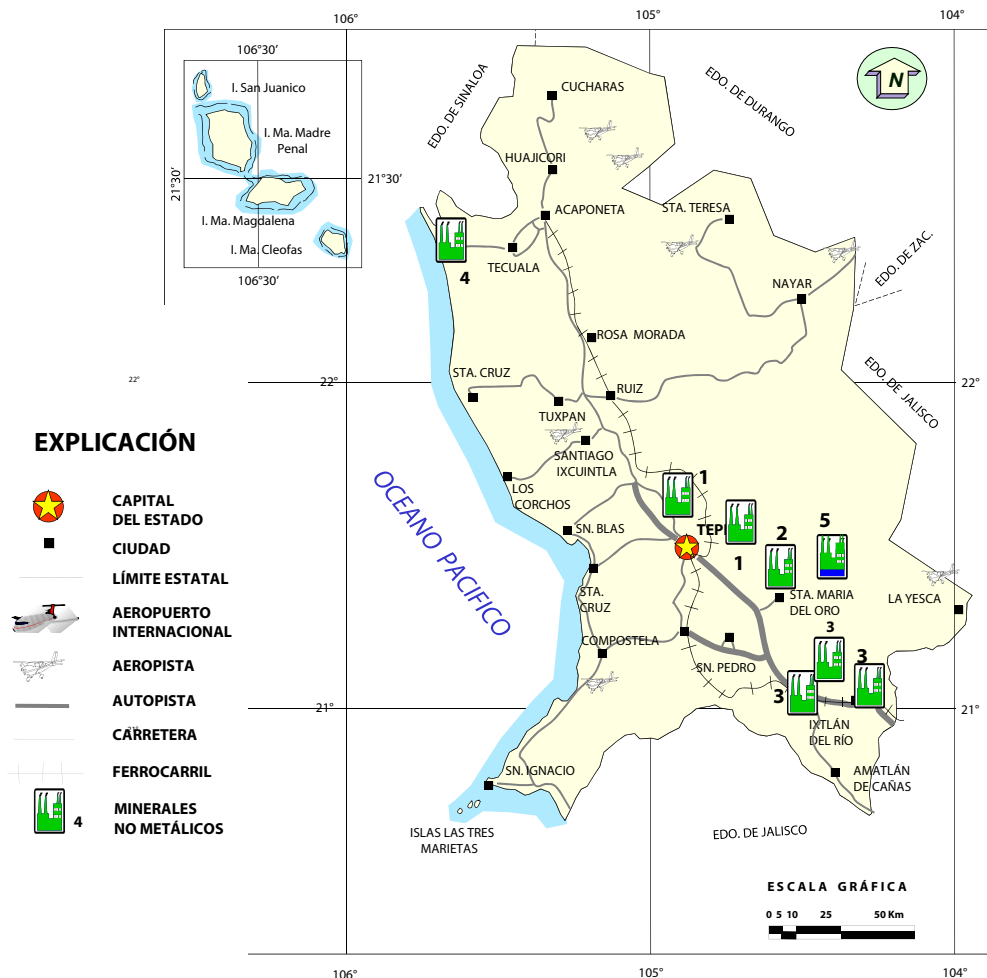 106°
105°
104°
106°30'
I. San Juanico
I. Ma. Madre
Penal
21°30'
21°30'
I. Ma. Magdalena
I. Ma. Cleofas
106°30'
EDO. DE SINALOA
EDO. DE DURANGO
N
CUCHARAS
HUAJICORI
ACAPONETA
STA. TERESA
4
TECUALA
EDO. DE ZAC.
NAYAR
ROSA MORADA
22°
22°
22°
STA. CRUZ
RUIZ
EDO. DE JALISCO
TUXPAN
SANTIAGO
IXCUINTLA
1
LOS
CORCHOS
OCEANO PACIFICO
SN. BLAS
TEPI
1
2
5
STA.
CRUZ
STA. MARIA
DEL ORO
LA YESCA
COMPOSTELA
3
SN. PEDRO
3
3
21°
21°
IXTLÁN
DEL RÍO
SN. IGNACIO
AMATLÁN
DE CAÑAS
ISLAS LAS TRES
MARIETAS
EDO. DE JALISCO
EXPLICACIÓN
CAPITAL
DEL ESTADO
CIUDAD
LÍMITE ESTATAL
AEROPUERTO
INTERNACIONAL
AEROPISTA
AUTOPISTA
CARRETERA
FERROCARRIL
MINERALES
NO METÁLICOS
4
ESCALA GRÁFICA
0 5 10 25 50 Km
106°
105°
104°